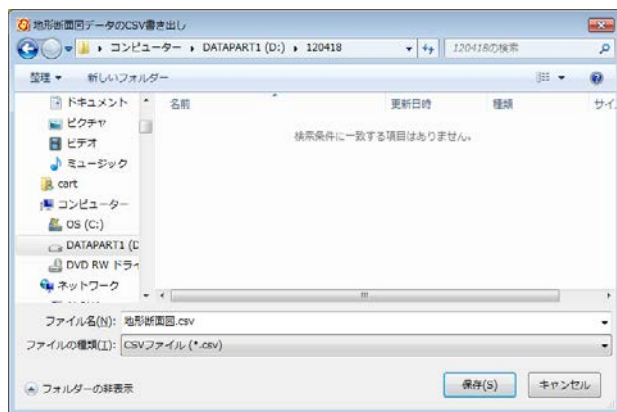 地形断面図データのCSV書き出し
コンピューター ▸ DATAPART1 (D:) ▸ 120418
120418の検索
整理 新しいフォルダー
名前 更新日時 種類 サイ
検索条件に一致する項目はありません。
ドキュメント
ピクチャ
ビデオ
ミュージック
cart
コンピューター
OS (C:)
DATAPART1 (D
DVD RW ドラ
ネットワーク
ファイル名(N): 地形断面図.csv
ファイルの種類(T): CSVファイル (*.csv)
フォルダーの非表示
保存(S) キャンセル